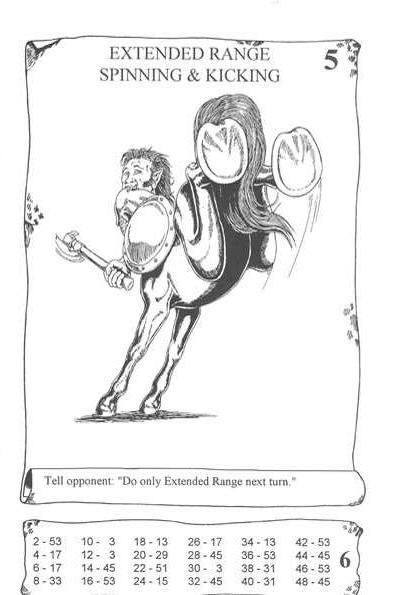 EXTENDED RANGE 5
SPINNING & KICKING
Tell opponent: "Do only Extended Range next turn."
2 - 53 10 - 3 18 - 13 26 - 17 34 - 13 42 - 53
4 - 17 12 - 3 20 - 29 28 - 45 36 - 53 44 - 45 6
6 - 17 14 - 45 22 - 51 30 - 3 38 - 31 46 - 53
8 - 33 16 - 53 24 - 15 32 - 45 40 - 31 48 - 45